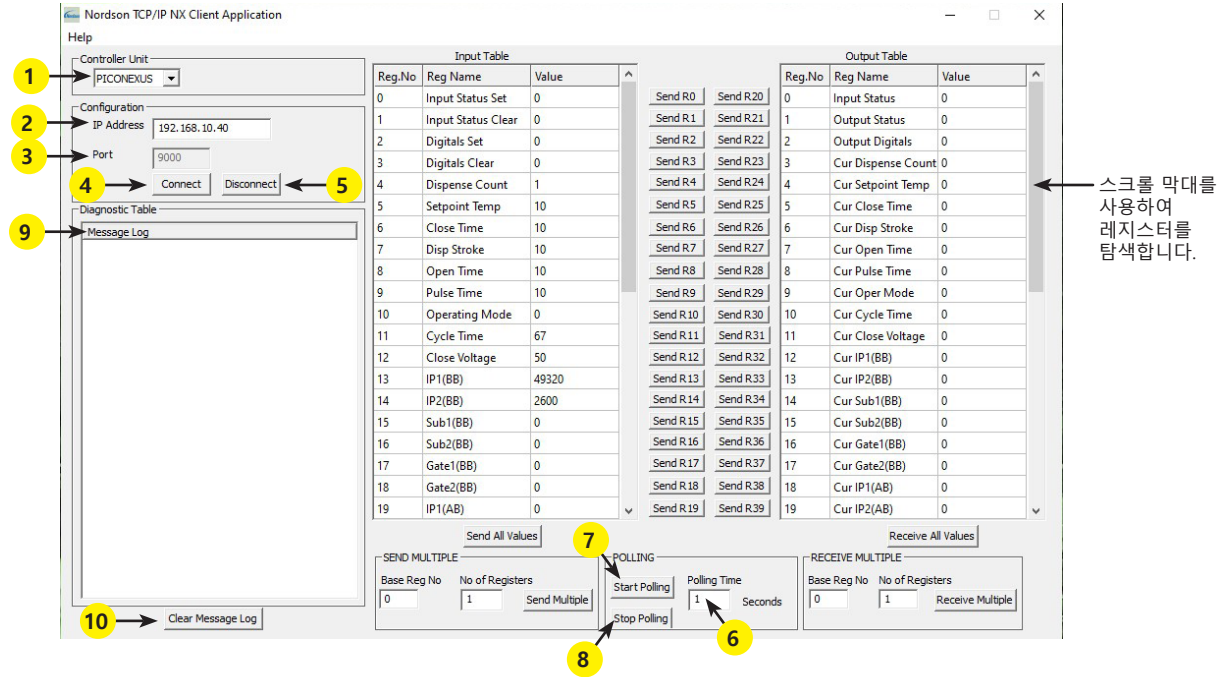 Nordson TCP/IP NX Client Application
Help
Controller Unit
1
PICONEXUS
Configuration
2
IP Address
192.168.10.40
3
Port
9000
4
Connect
Disconnect
5
Diagnostic Table
9
Message Log
10
Clear Message Log
Input Table
Reg.No Reg Name Value
0 Input Status Set 0
1 Input Status Clear 0
2 Digitals Set 0
3 Digitals Clear 0
4 Dispense Count 1
5 Setpoint Temp 10
6 Close Time 10
7 Disp Stroke 10
8 Open Time 10
9 Pulse Time 10
10 Operating Mode 0
11 Cycle Time 67
12 Close Voltage 50
13 IP1(BB) 49320
14 IP2(BB) 2600
15 Sub1(BB) 0
16 Sub2(BB) 0
17 Gate1(BB) 0
18 Gate2(BB) 0
19 IP1(AB) 0
Send All Values
Send R0 Send R20
Send R1 Send R21
Send R2 Send R22
Send R3 Send R23
Send R4 Send R24
Send R5 Send R25
Send R6 Send R26
Send R7 Send R27
Send R8 Send R28
Send R9 Send R29
Send R10 Send R30
Send R11 Send R31
Send R12 Send R32
Send R13 Send R33
Send R14 Send R34
Send R15 Send R35
Send R16 Send R36
Send R17 Send R37
Send R18 Send R38
Send R19 Send R39
Output Table
Reg.No Reg Name Value
0 Input Status 0
1 Output Status 0
2 Output Digitals 0
3 Cur Dispense Count 0
4 Cur Setpoint Temp 0
5 Cur Close Time 0
6 Cur Disp Stroke 0
7 Cur Open Time 0
8 Cur Pulse Time 0
9 Cur Oper Mode 0
10 Cur Cycle Time 0
11 Cur Close Voltage 0
12 Cur IP1(BB) 0
13 Cur IP2(BB) 0
14 Cur Sub1(BB) 0
15 Cur Sub2(BB) 0
16 Cur Gate1(BB) 0
17 Cur Gate2(BB) 0
18 Cur IP1(AB) 0
19 Cur IP2(AB) 0
Receive All Values
스크롤 막대를
사용하여
레지스터를
탐색합니다.
SEND MULTIPLE
Base Reg No No of Registers
0 1 Send Multiple
7
POLLING
Start Polling
Polling Time
1 Seconds
Stop Polling
6
8
RECEIVE MULTIPLE
Base Reg No No of Registers
0 1 Receive Multiple